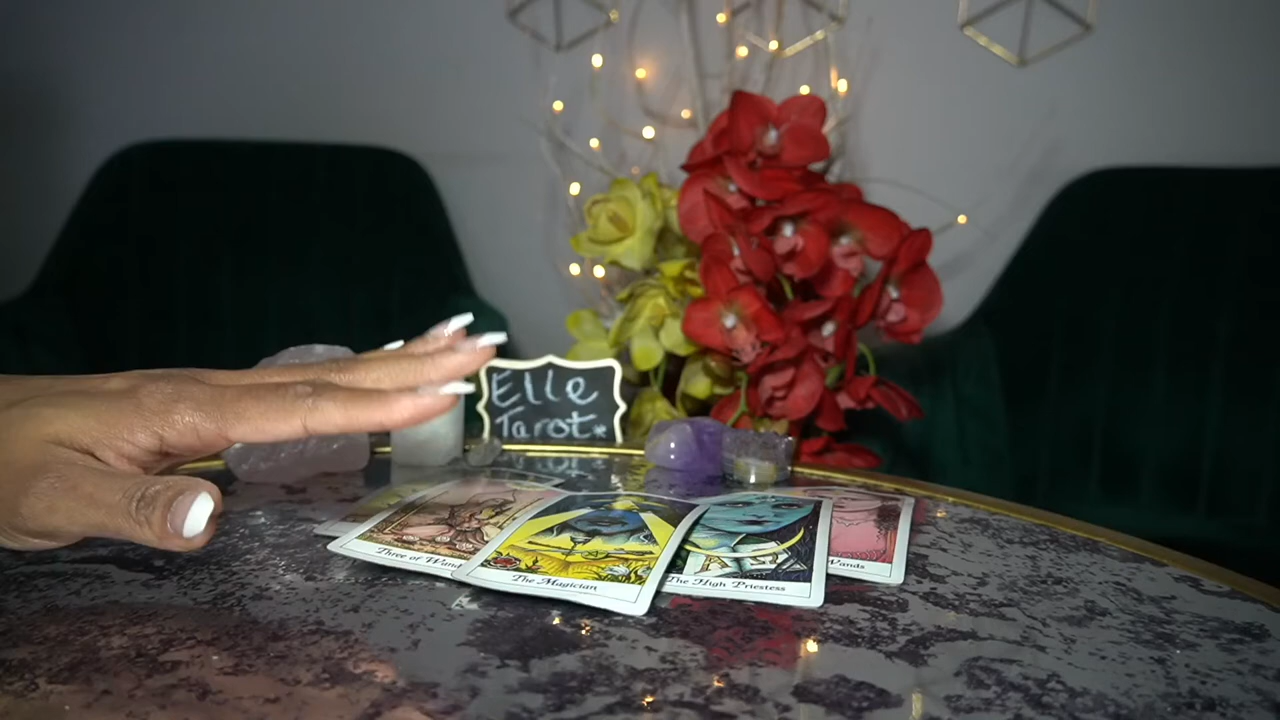 Elle
Tarot*
Three of Wands
The Magician
The High Priestess
Wands